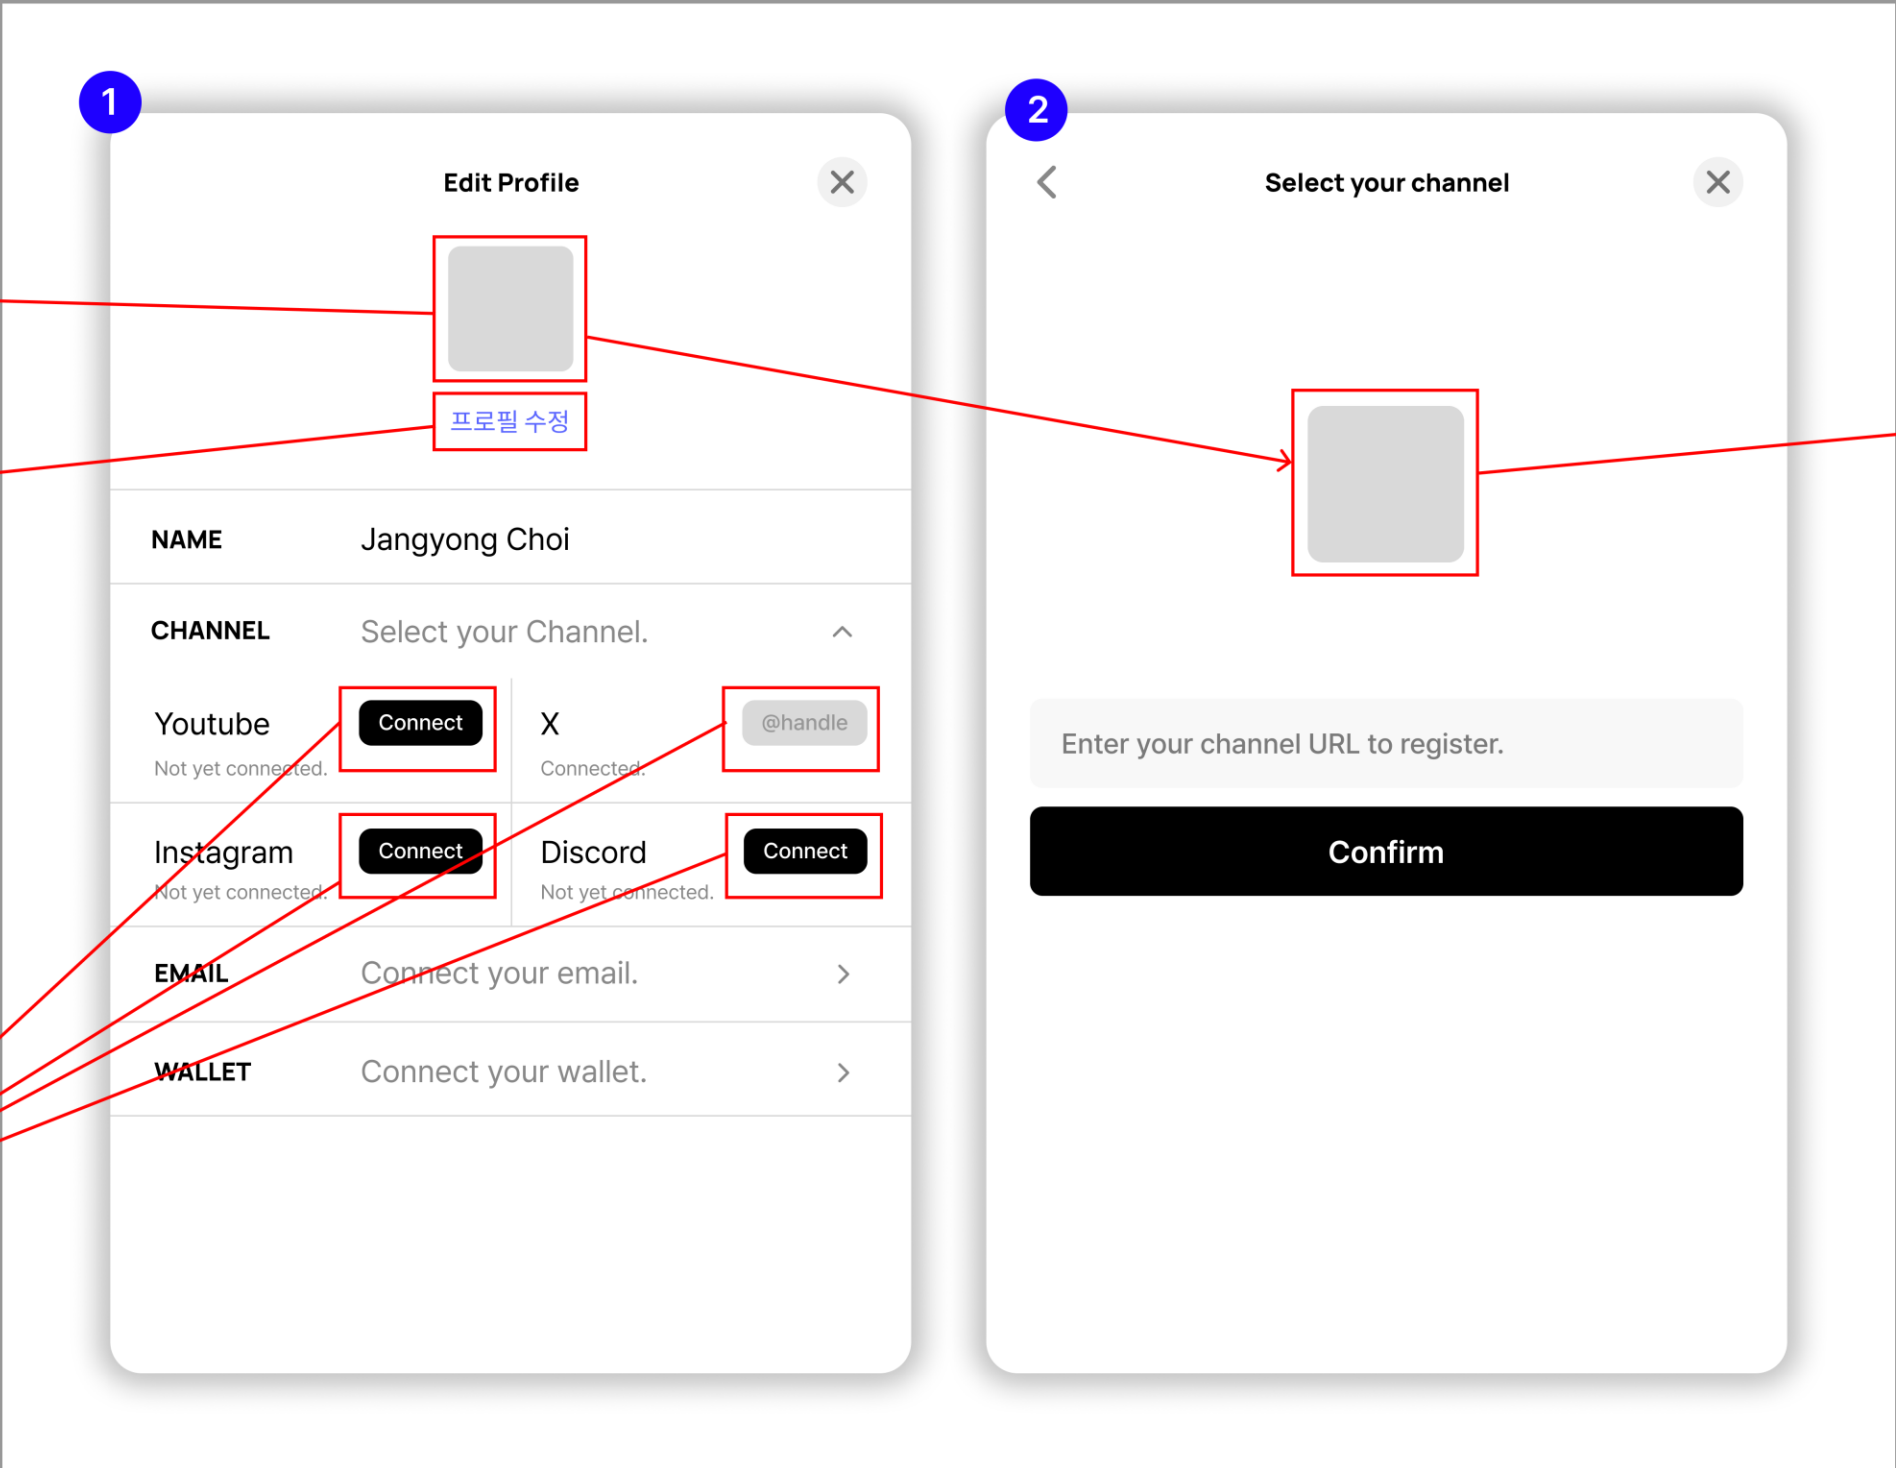 1
Edit Profile
프로필 수정
NAME
Jangyong Choi
CHANNEL
Select your Channel.
Youtube
Connect
Not yet connected.
X
@handle
Connected.
Instagram
Connect
Not yet connected.
Discord
Connect
Not yet connected.
EMAIL
Connect your email.
WALLET
Connect your wallet.
2
Select your channel
Enter your channel URL to register.
Confirm